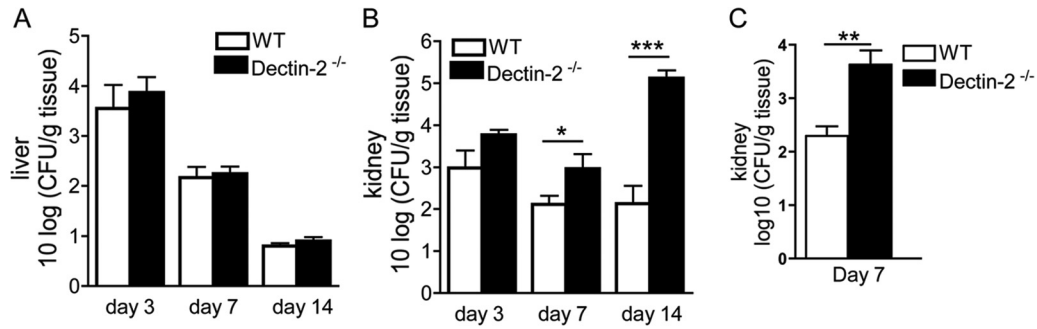 A
liver
10 log (CFU/g tissue)
5
4
3
2
1
0
WT
Dectin-2 -/-
day 3
day 7
day 14
B
kidney
10 log (CFU/g tissue)
6
5
4
3
2
1
0
WT
Dectin-2 -/-
*
***
day 3
day 7
day 14
C
kidney
log10 (CFU/g tissue)
4
3
2
1
0
**
WT
Dectin-2 -/-
Day 7